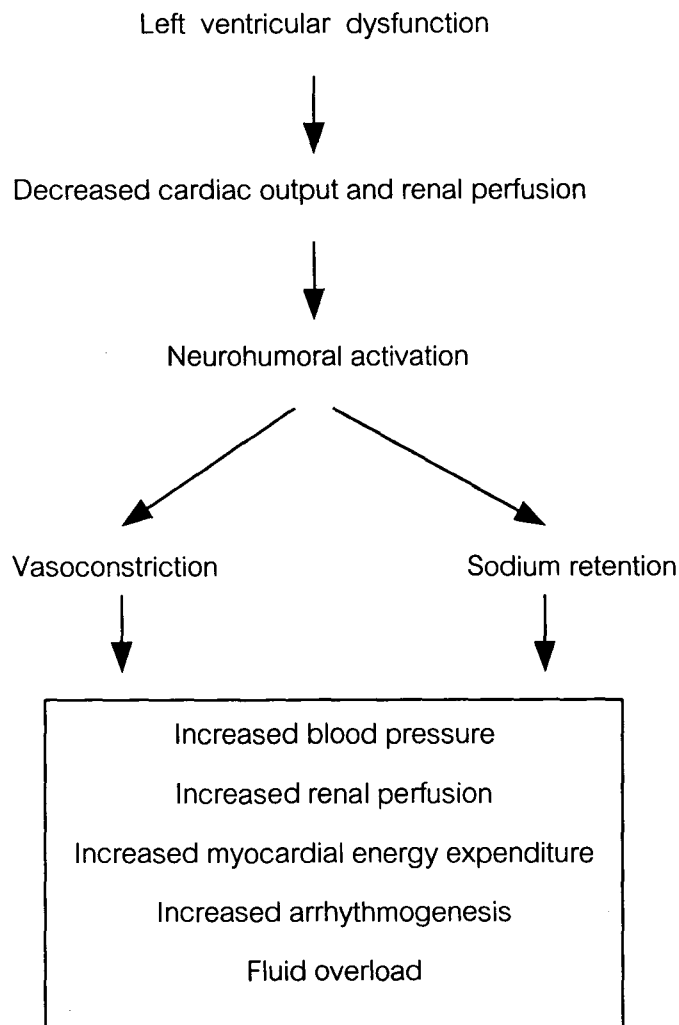 Left ventricular dysfunction
Decreased cardiac output and renal perfusion
Neurohumoral activation
Vasoconstriction
Sodium retention
Increased blood pressure
Increased renal perfusion
Increased myocardial energy expenditure
Increased arrhythmogenesis
Fluid overload